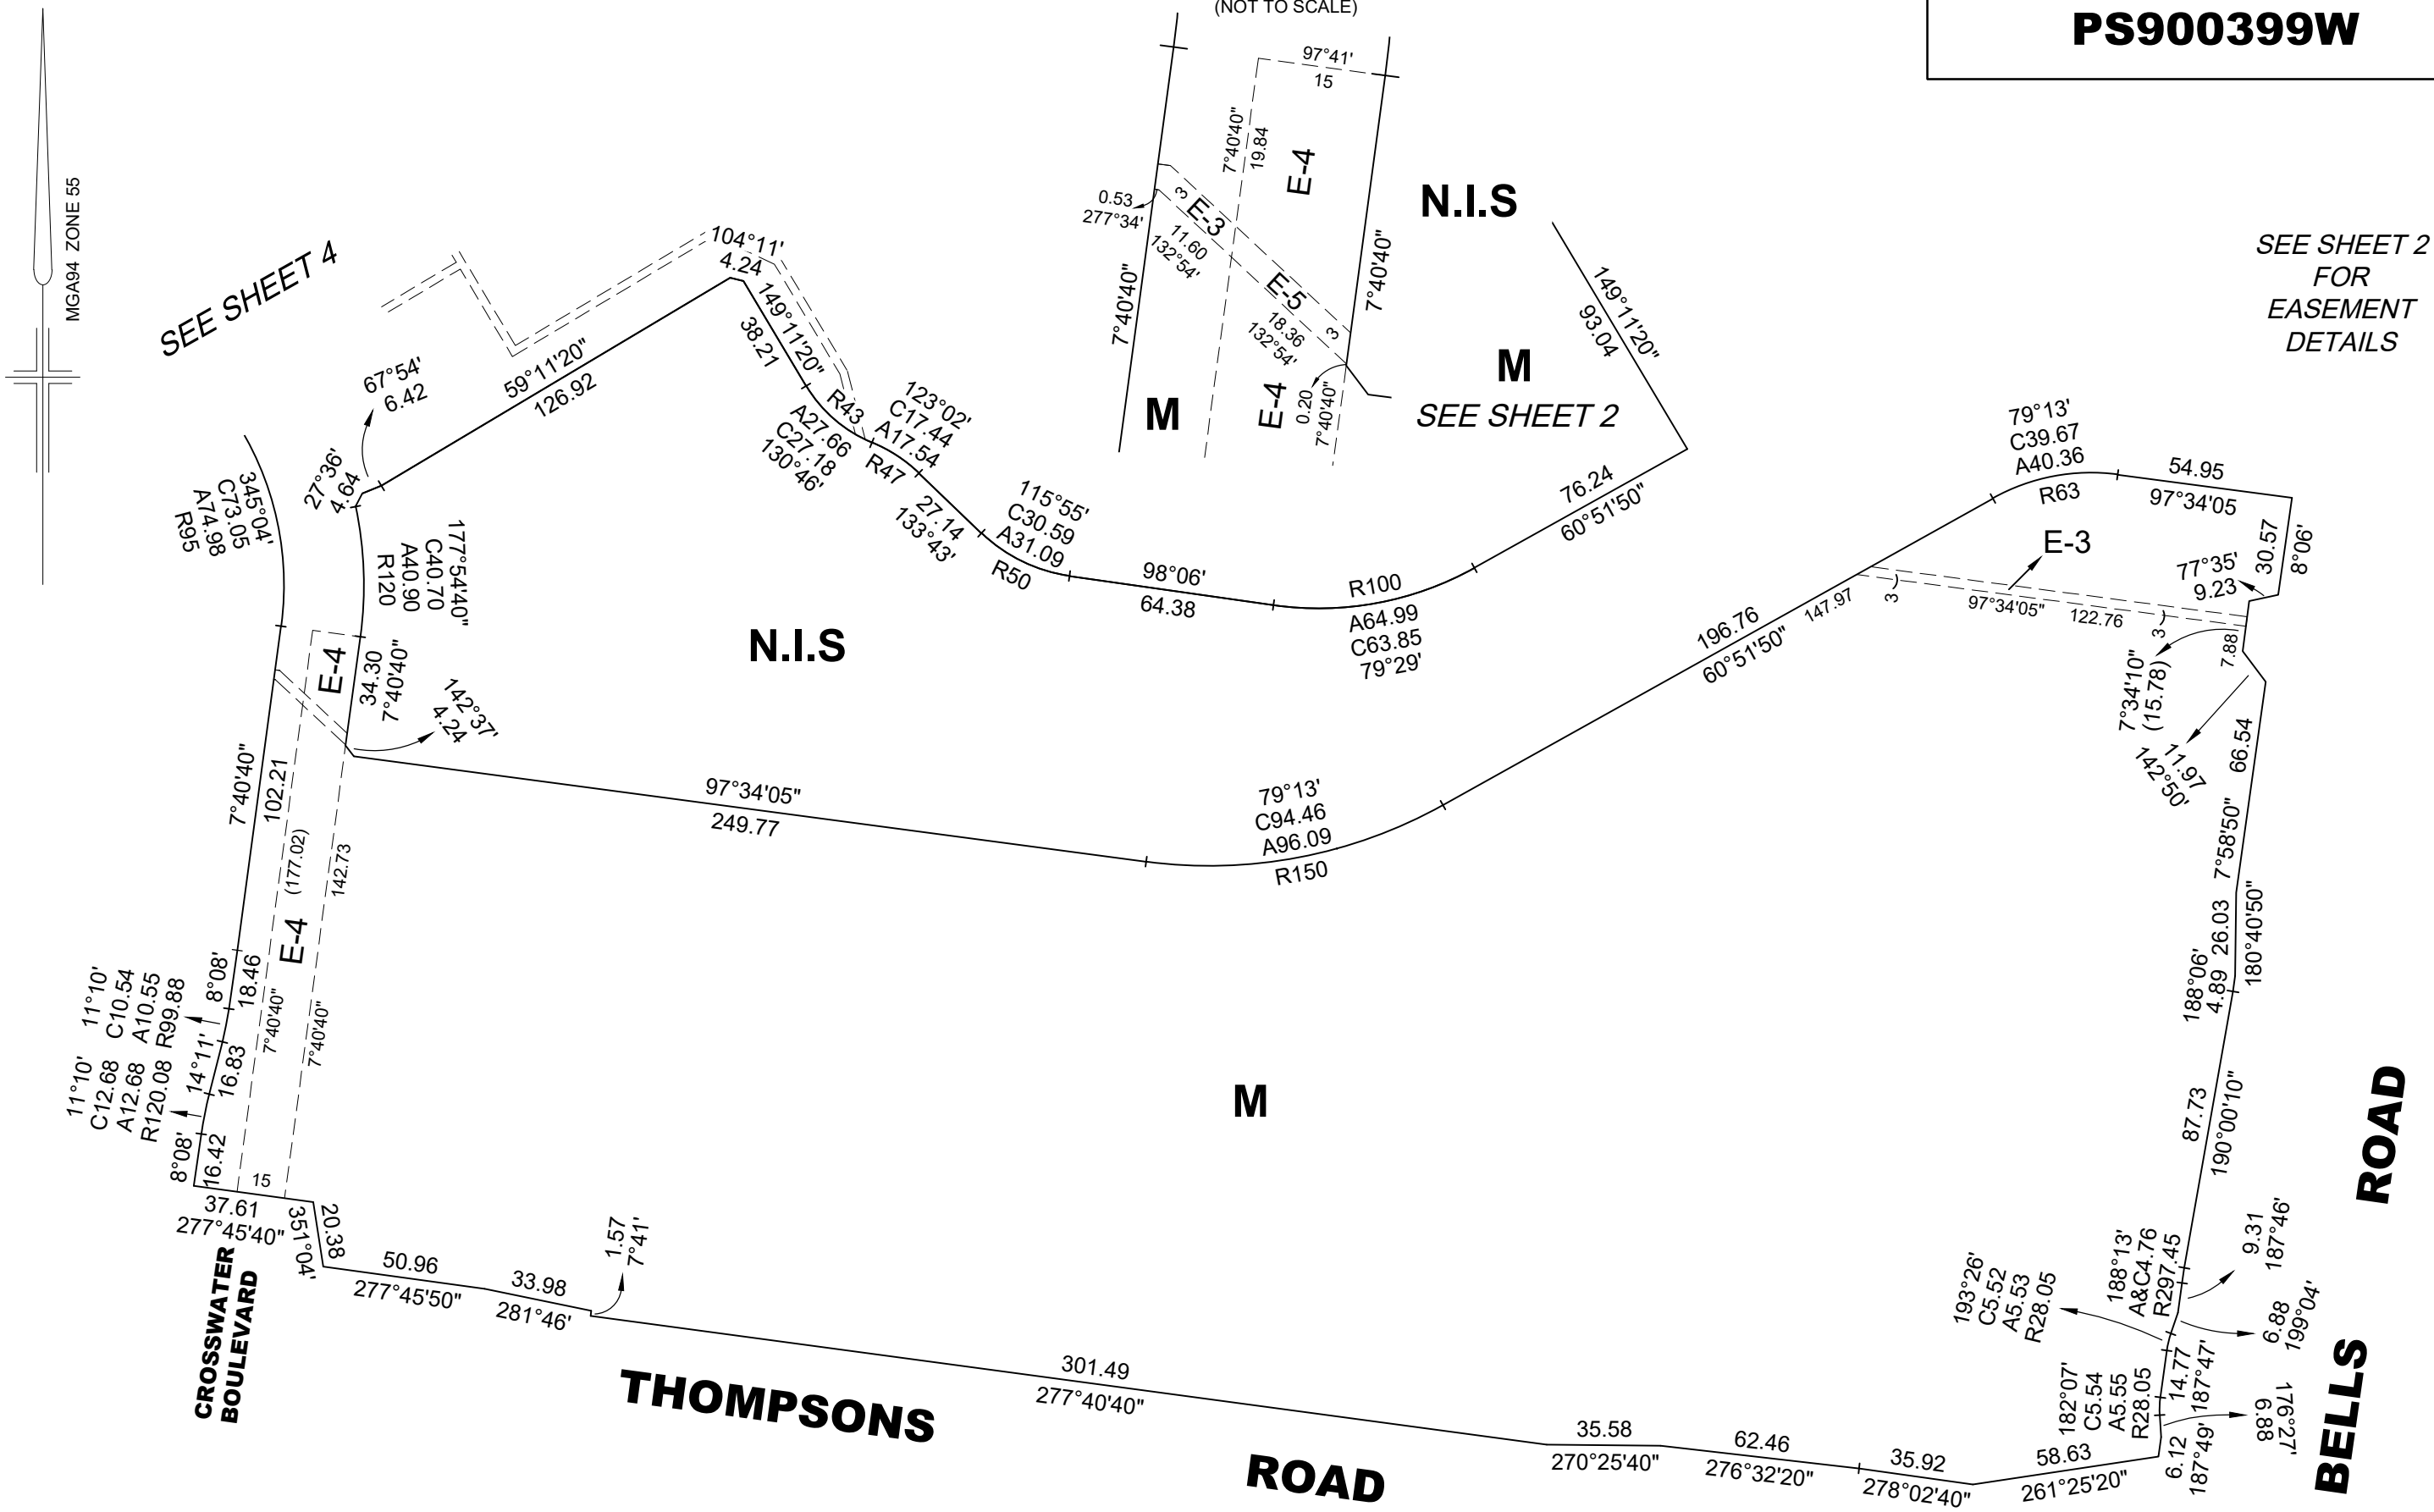 (NOT TO SCALE)
PS900399W
MGA94 ZONE 55
SEE SHEET 4
97°41'
15
7°40'40"
19.84
E-4
N.I.S
0.53
277°34'
3
E-3
11.60
132°54'
E-5
18.36
132°54'
3
7°40'40"
7°40'40"
M
E-4
0.20
7°40'40"
M
SEE SHEET 2
149°11'20"
93.04
SEE SHEET 2
FOR
EASEMENT
DETAILS
104°11'
4.24
149°11'20"
38.21
67°54'
6.42
59°11'20"
126.92
27°36'
4.64
R43
A27.66
C27.18
130°46'
123°02'
C17.44
A17.54
R47
27.14
133°43'
115°55'
C30.59
A31.09
R50
98°06'
64.38
R100
A64.99
C63.85
79°29'
76.24
60°51'50"
79°13'
C39.67
A40.36
R63
54.95
97°34'05
E-3
30.57
8°06'
77°35'
9.23
196.76
60°51'50"
147.97
3
97°34'05"
122.76
3
7.88
7°34'10"
(15.78)
11.97
142°50'
345°04'
C73.05
A74.98
R95
177°54'40"
C40.70
A40.90
R120
N.I.S
E-4
34.30
7°40'40"
142°37'
4.24
7°40'40"
102.21
(177.02)
142.73
E-4
97°34'05"
249.77
79°13'
C94.46
A96.09
R150
66.54
7°58'50"
26.03
180°40'50"
188°06'
4.89
8°08'
18.46
11°10'
C10.54
A10.55
R99.88
7°40'40"
7°40'40"
14°11'
16.83
11°10'
C12.68
A12.68
R120.08
8°08'
16.42
15
37.61
277°45'40"
351°04'
20.38
M
87.73
190°00'10"
ROAD
CROSSWATER
BOULEVARD
50.96
277°45'50"
33.98
281°46'
1.57
7°41'
301.49
277°40'40"
THOMPSONS
ROAD
35.58
270°25'40"
62.46
276°32'20"
35.92
278°02'40"
58.63
261°25'20"
188°13'
A&C4.76
R297.45
9.31
187°46'
193°26'
C5.52
A5.53
R28.05
6.88
199°04'
14.77
187°47'
182°07'
C5.54
A5.55
R28.05
176°27'
6.88
6.12
187°49'
BELLS